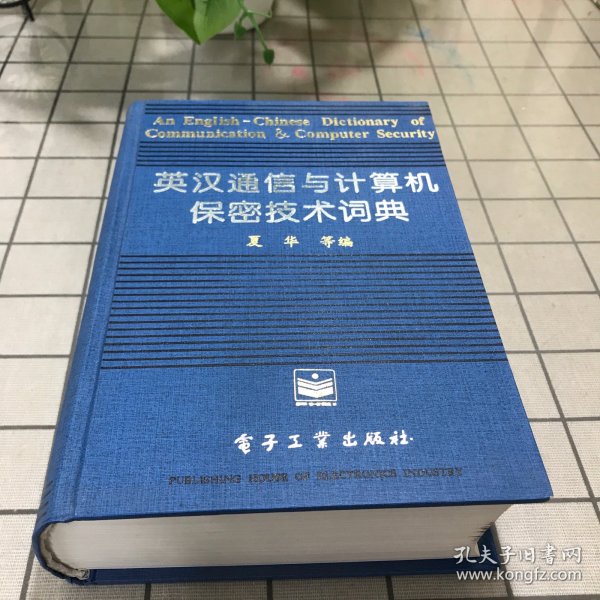 An English-Chinese Dictionary of
Communication & Computer Security
英汉通信与计算机
保密技术词典
夏 华 等编
電子工業出版社
PUBLISHING HOUSE OF ELECTRONICS INDUSTRY
孔夫子旧书网
www.kongfz.com